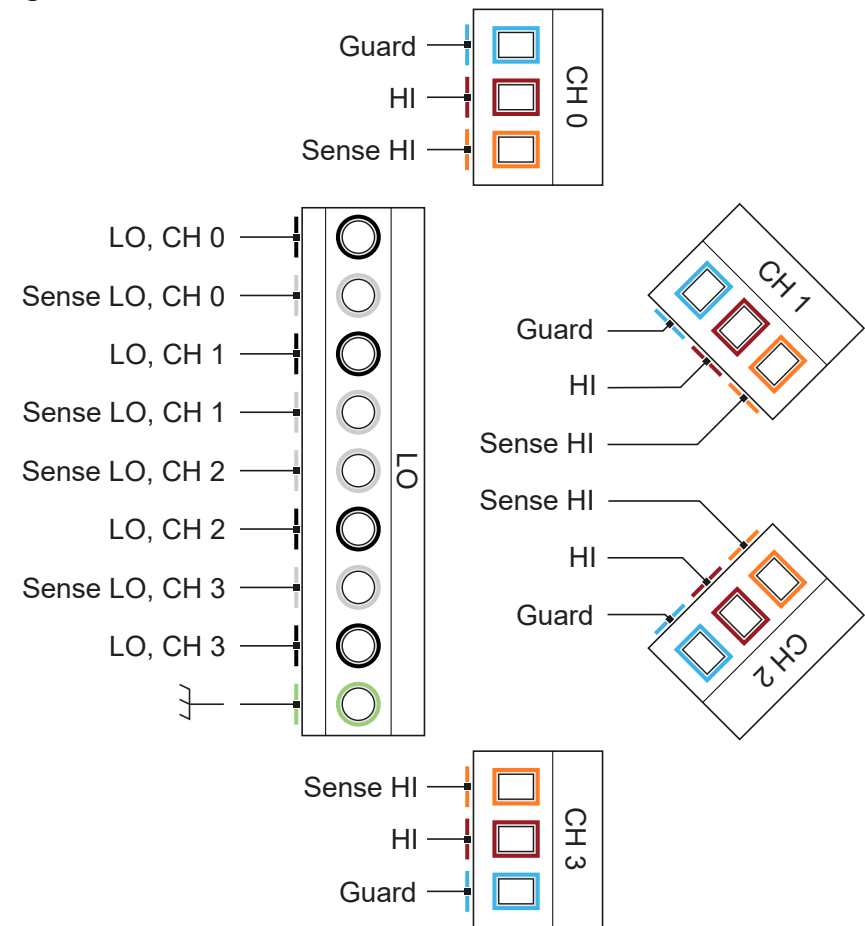 Guard
HI
Sense HI
CH 0
LO, CH 0
Sense LO, CH 0
LO, CH 1
Sense LO, CH 1
Sense LO, CH 2
LO, CH 2
Sense LO, CH 3
LO, CH 3
LO
CH 1
Guard
HI
Sense HI
Sense HI
HI
Guard
CH 2
Sense HI
HI
Guard
CH 3